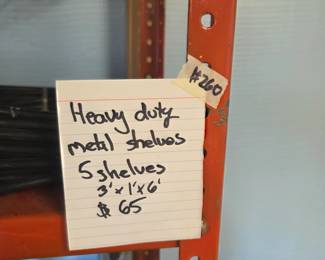 #260
Heavy duty
metal shelves
5 shelves
3' x 1' x 6'
$ 65